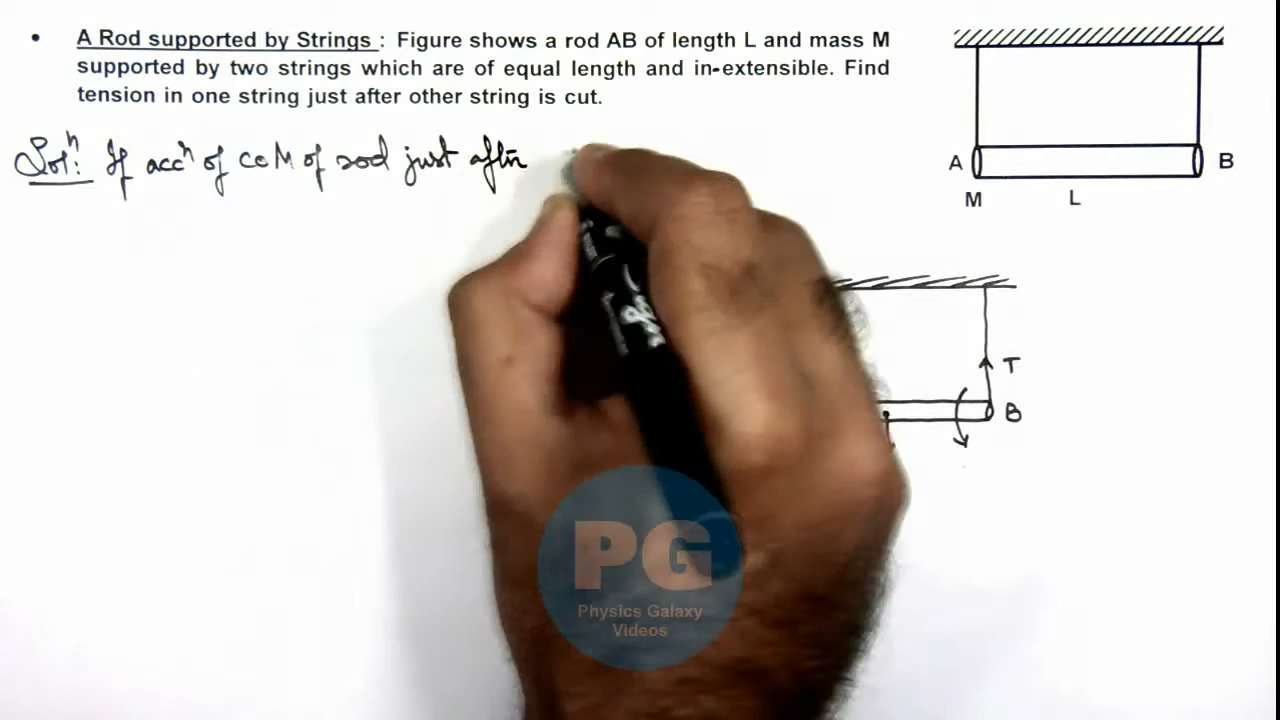 • A Rod supported by Strings : Figure shows a rod AB of length L and mass M
supported by two strings which are of equal length and in-extensible. Find
tension in one string just after other string is cut.
Solⁿ: If accⁿ of COM of rod just after
A
B
M
L
T
B
PG
Physics Galaxy
Videos